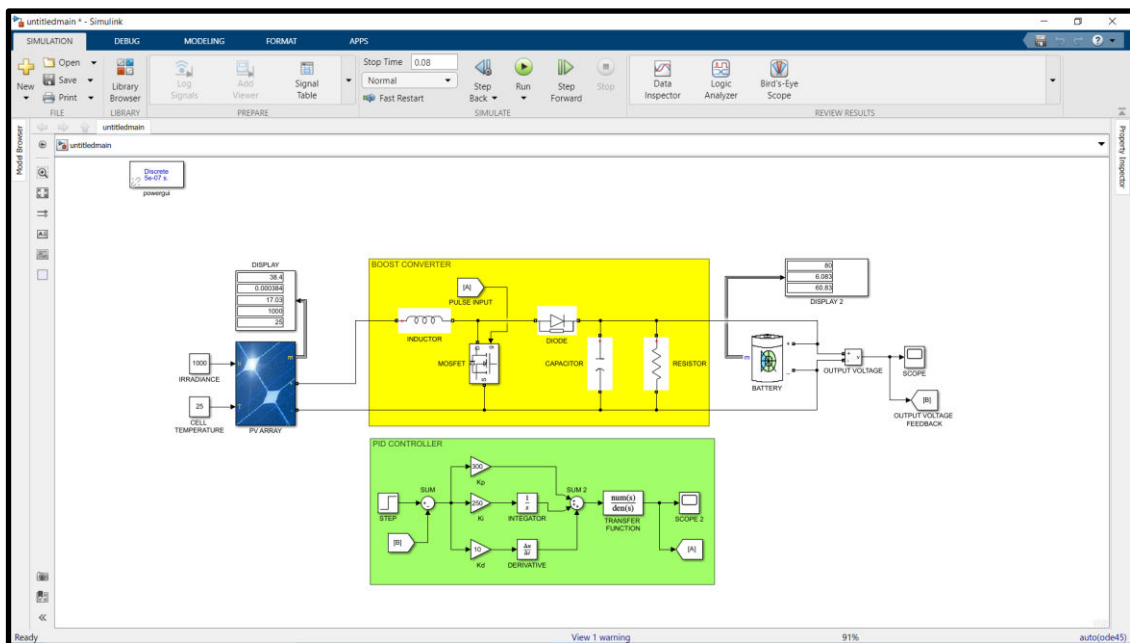 untitledmain * - Simulink
SIMULATION DEBUG MODELING FORMAT APPS
New
Open
Save
Print
FILE
Library Browser
LIBRARY
Log Signals
Add Viewer
Signal Table
PREPARE
Stop Time 0.08
Normal
Fast Restart
Step Back
Run
Step Forward
Stop
SIMULATE
Data Inspector
Logic Analyzer
Bird's-Eye Scope
REVIEW RESULTS
Model Browser
untitledmain
untitledmain
Property Inspector
Discrete
5e-07 s.
powergui
DISPLAY
38.4
0.000384
17.03
1000
25
1000
IRRADIANCE
25
CELL
TEMPERATURE
T
m
PV ARRAY
BOOST CONVERTER
[A]
PULSE INPUT
INDUCTOR
MOSFET
g
S
DIODE
CAPACITOR
RESISTOR
80
6.083
60.83
DISPLAY 2
m
BATTERY
+
-
v
OUTPUT VOLTAGE
SCOPE
[B]
OUTPUT VOLTAGE
FEEDBACK
PID CONTROLLER
STEP
SUM
[B]
300
Kp
250
Ki
10
Kd
1
s
INTEGATOR
Δu
Δt
DERIVATIVE
SUM 2
num(s)
den(s)
TRANSFER
FUNCTION
SCOPE 2
[A]
Ready
View 1 warning
91%
auto(ode45)